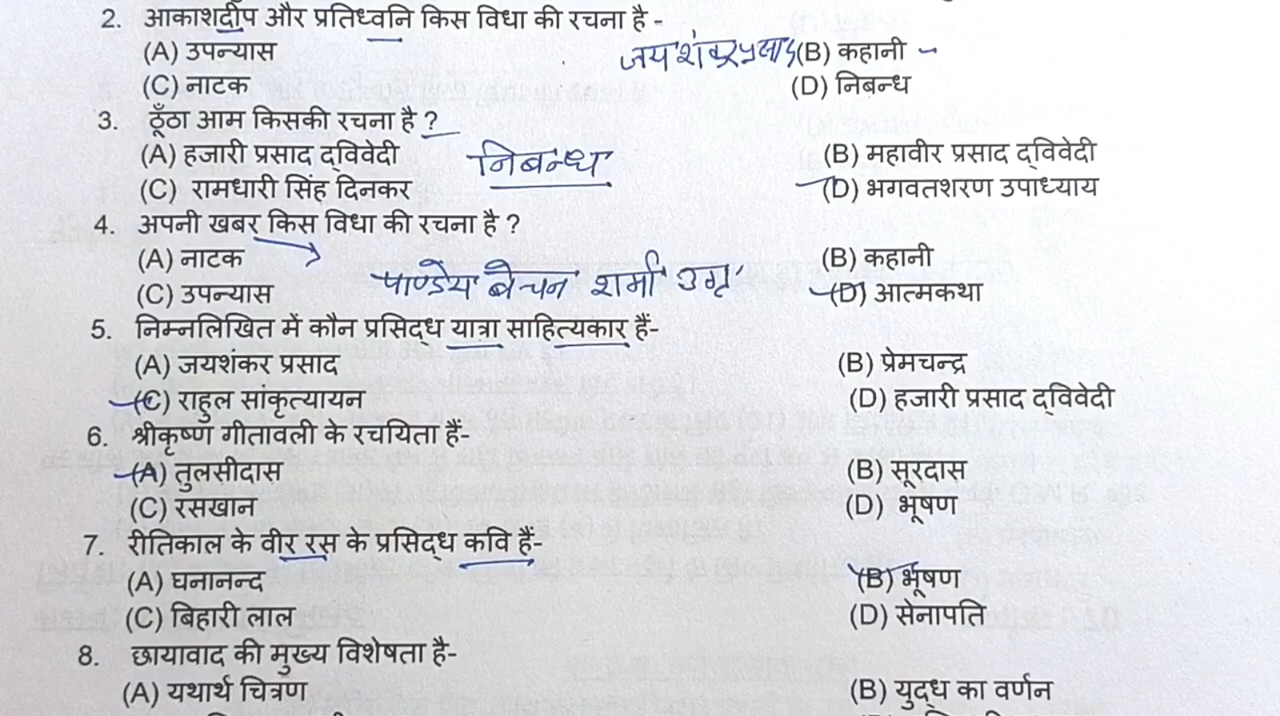 2. आकाशदीप और प्रतिध्वनि किस विधा की रचना है -
(A) उपन्यास जयशंकर प्रसाद (B) कहानी
(C) नाटक (D) निबन्ध
3. ठूँठा आम किसकी रचना है ?
(A) हजारी प्रसाद द्विवेदी निबन्ध (B) महावीर प्रसाद द्विवेदी
(C) रामधारी सिंह दिनकर (D) भगवतशरण उपाध्याय
4. अपनी खबर किस विधा की रचना है ?
(A) नाटक (B) कहानी
(C) उपन्यास पाण्डेय बेचन शर्मा उग्र (D) आत्मकथा
5. निम्नलिखित में कौन प्रसिद्ध यात्रा साहित्यकार हैं-
(A) जयशंकर प्रसाद (B) प्रेमचन्द्र
(C) राहुल सांकृत्यायन (D) हजारी प्रसाद द्विवेदी
6. श्रीकृष्ण गीतावली के रचयिता हैं-
(A) तुलसीदास (B) सूरदास
(C) रसखान (D) भूषण
7. रीतिकाल के वीर रस के प्रसिद्ध कवि हैं-
(A) घनानन्द (B) भूषण
(C) बिहारी लाल (D) सेनापति
8. छायावाद की मुख्य विशेषता है-
(A) यथार्थ चित्रण (B) युद्ध का वर्णन